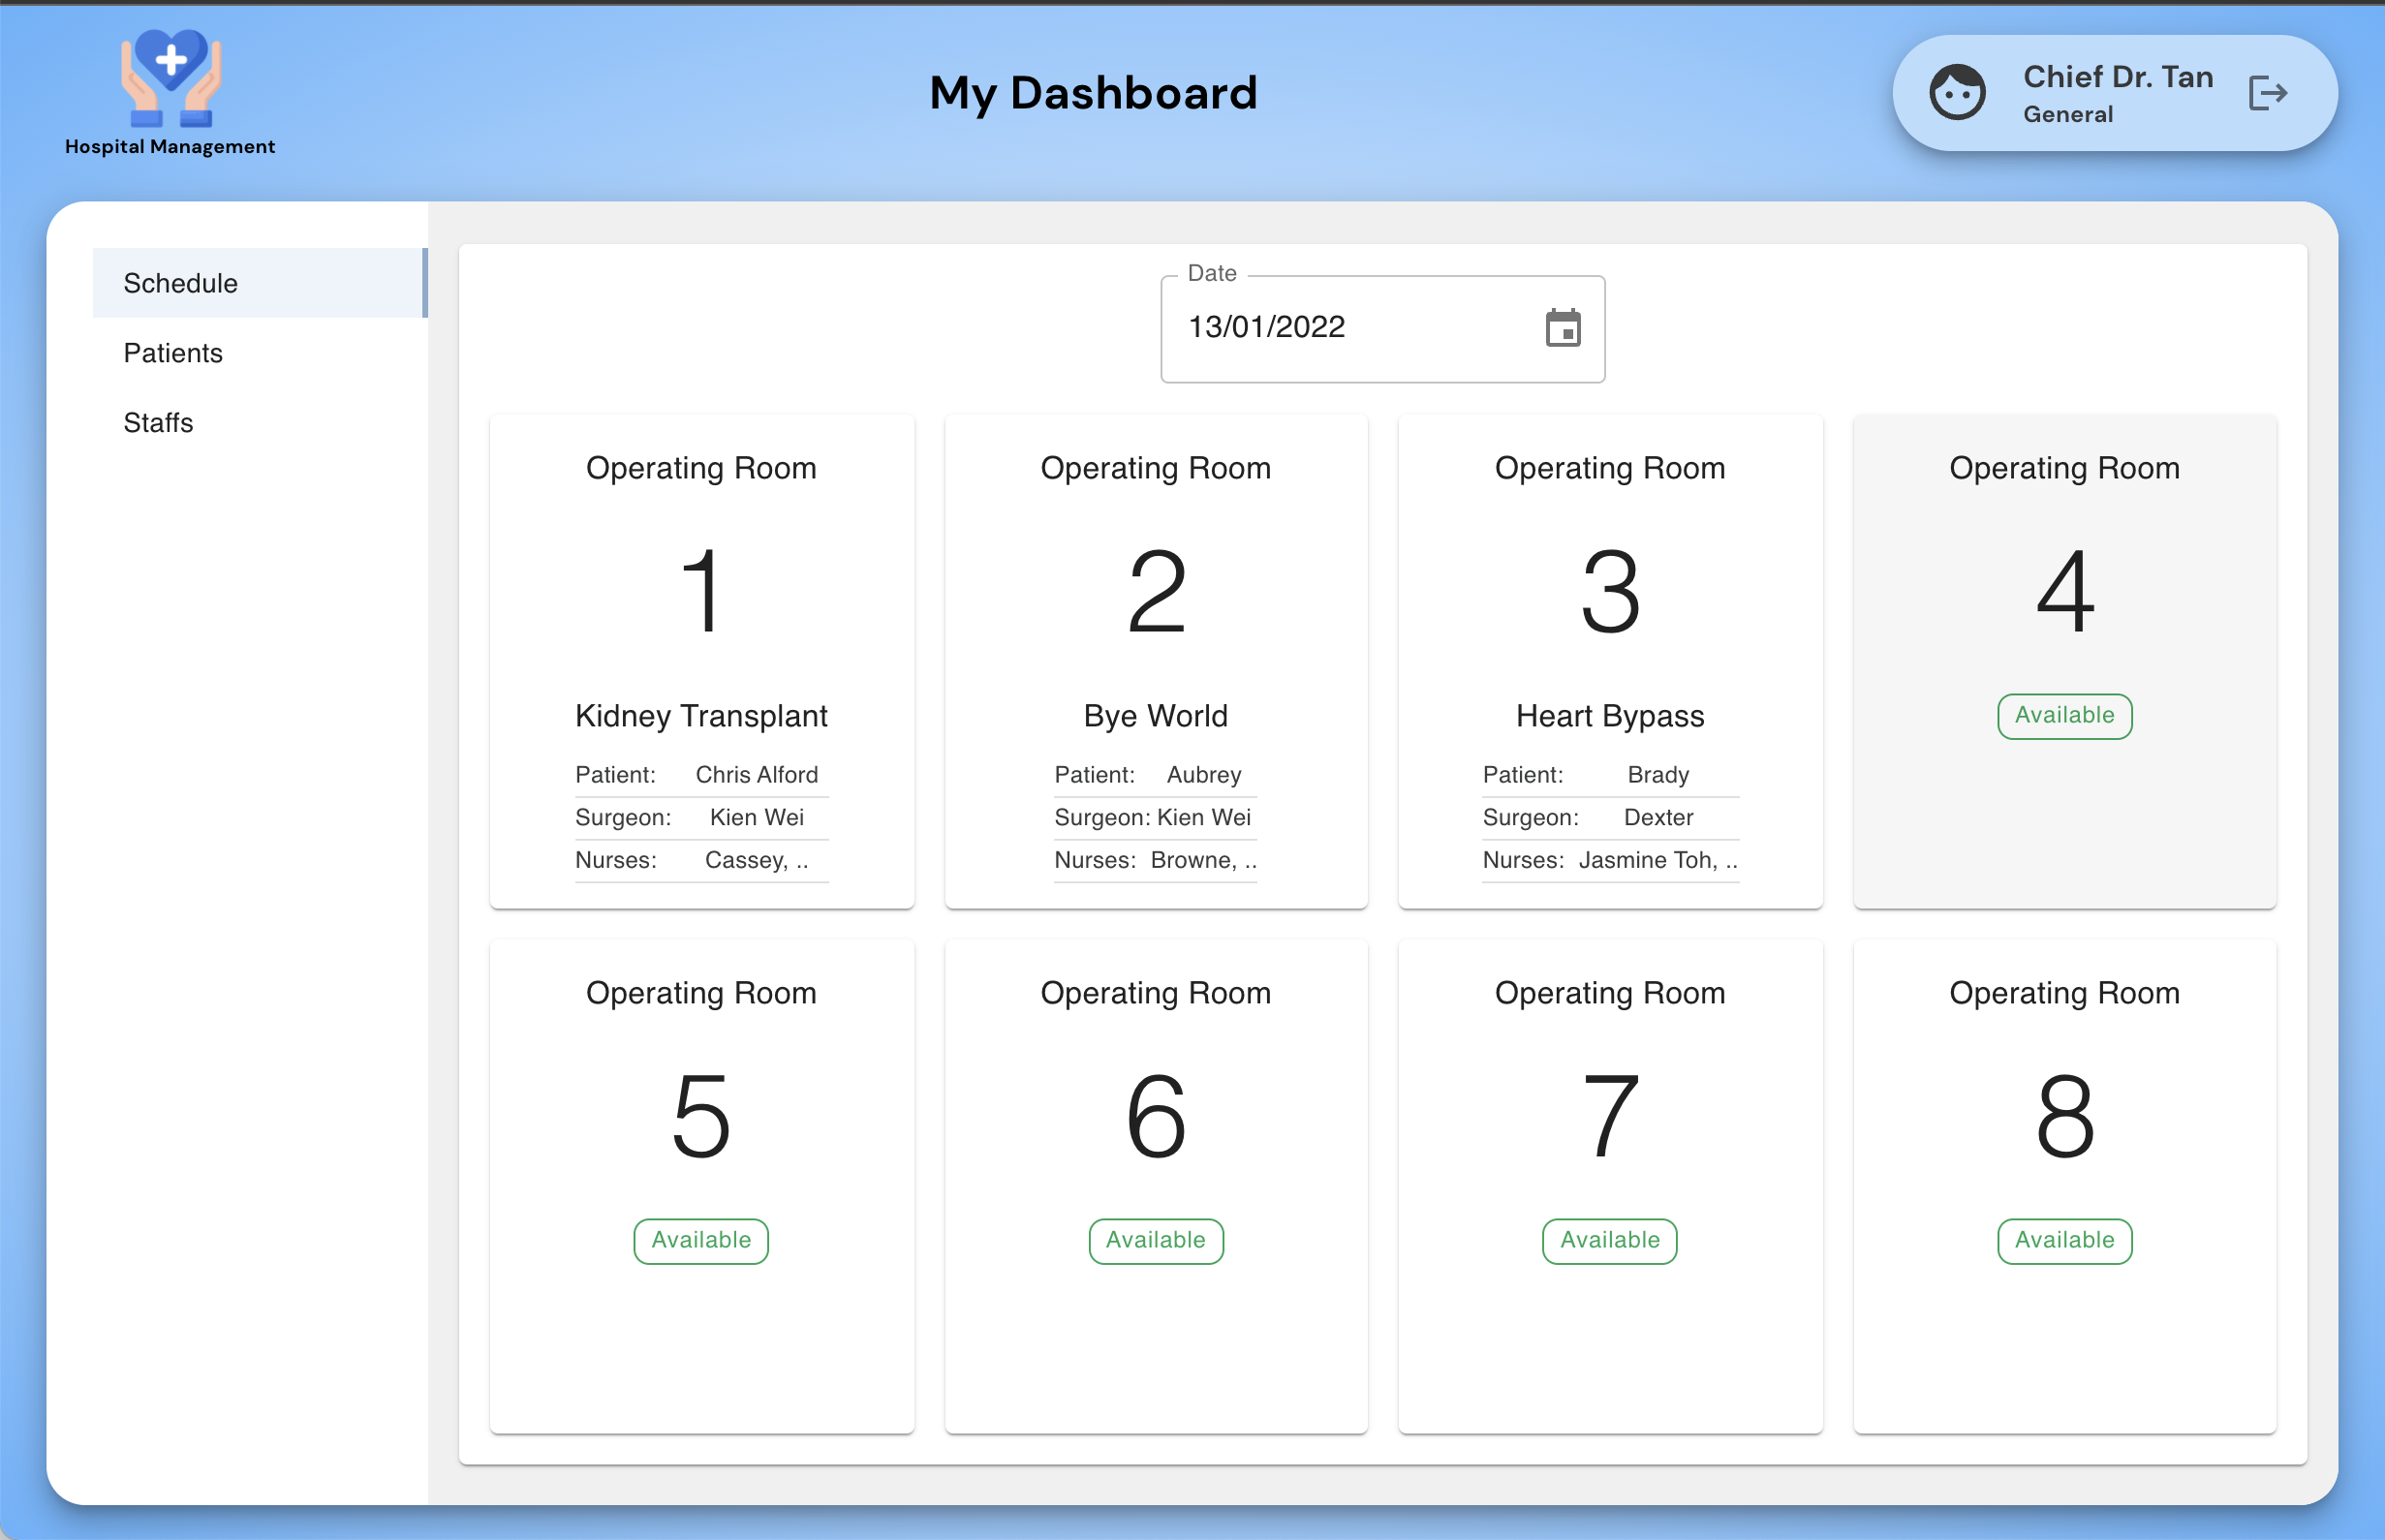 Hospital Management
My Dashboard
Chief Dr. Tan
General
Schedule
Patients
Staffs
Date
13/01/2022
Operating Room
1
Kidney Transplant
Patient: Chris Alford
Surgeon: Kien Wei
Nurses: Cassey, ..
Operating Room
2
Bye World
Patient: Aubrey
Surgeon: Kien Wei
Nurses: Browne, ..
Operating Room
3
Heart Bypass
Patient: Brady
Surgeon: Dexter
Nurses: Jasmine Toh, ..
Operating Room
4
Available
Operating Room
5
Available
Operating Room
6
Available
Operating Room
7
Available
Operating Room
8
Available